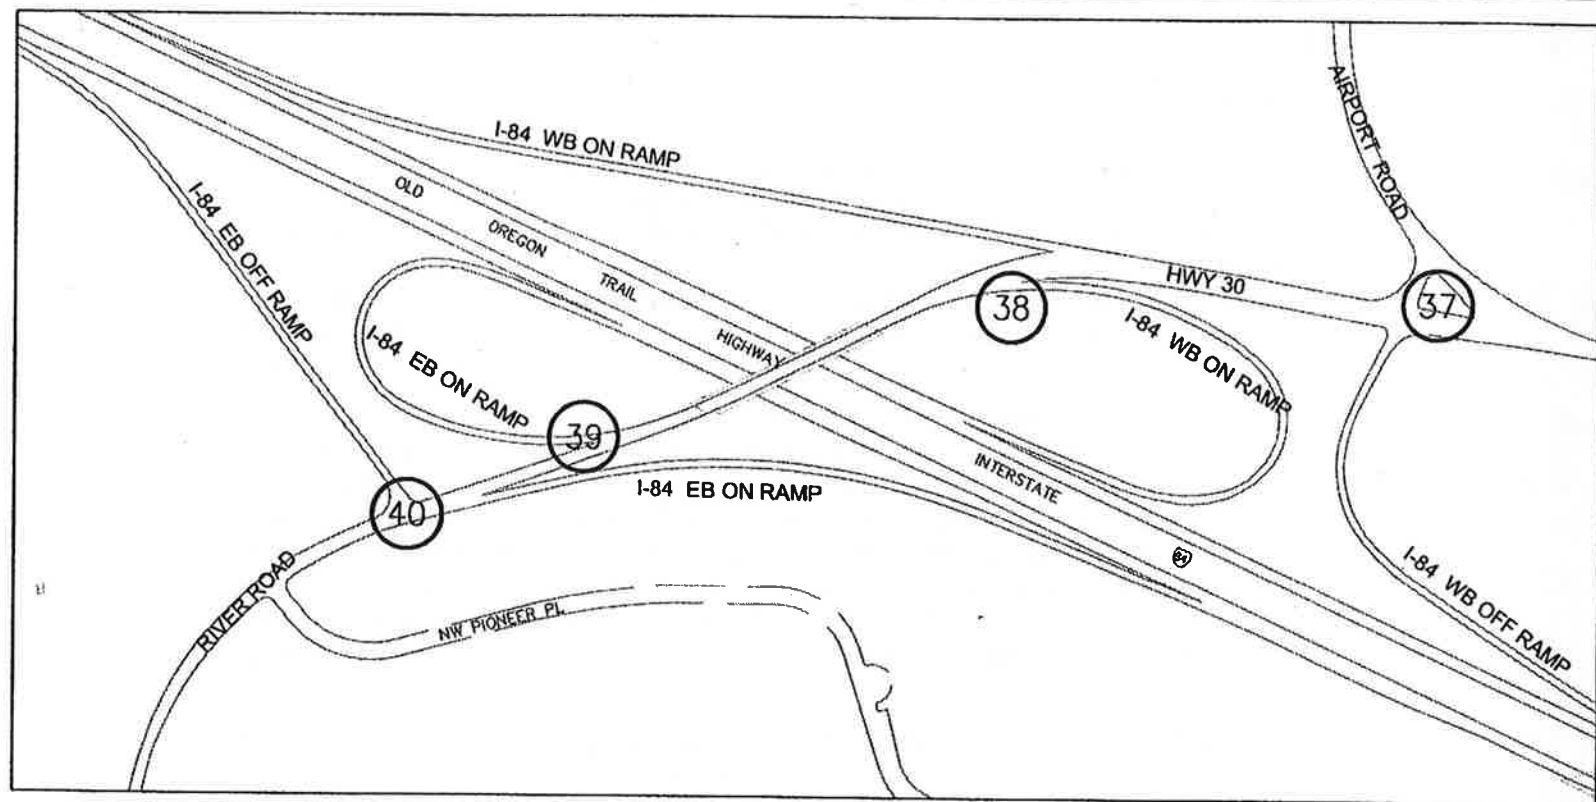 I-84 WB ON RAMP
AIRPORT ROAD
OLD OREGON TRAIL HIGHWAY
I-84 EB OFF RAMP
HWY 30
37
38
I-84 WB ON RAMP
I-84 EB ON RAMP
39
INTERSTATE
84
I-84 EB ON RAMP
40
RIVER ROAD
NW PIONEER PL
I-84 WB OFF RAMP